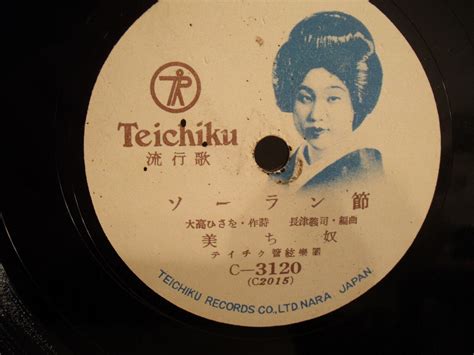 Teichiku
流行歌
ソーラン節
大高ひさを・作詩 長津義司・編曲
美ち奴
テイチク管絃樂團
C—3120
(C2015)
TEICHIKU RECORDS CO., LTD NARA, JAPAN